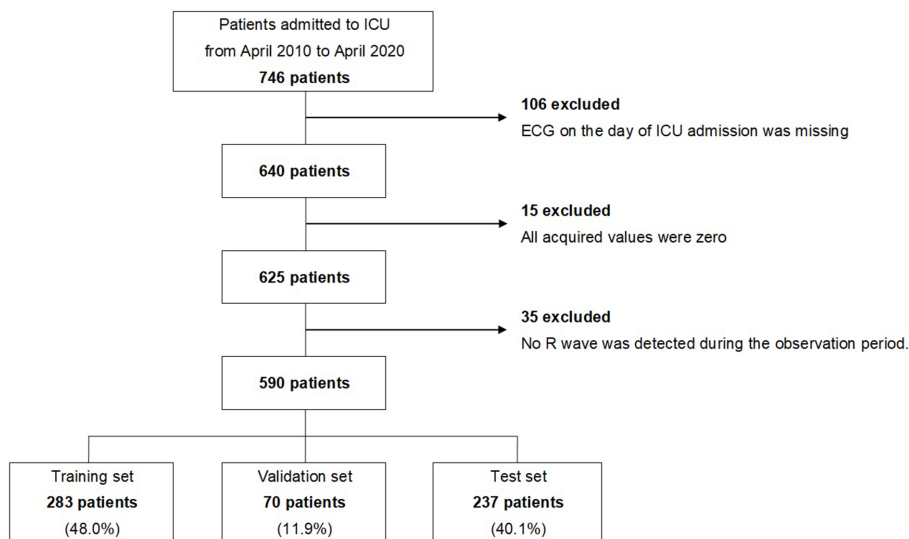 Patients admitted to ICU
from April 2010 to April 2020
746 patients
106 excluded
ECG on the day of ICU admission was missing
640 patients
15 excluded
All acquired values were zero
625 patients
35 excluded
No R wave was detected during the observation period.
590 patients
Training set
283 patients
(48.0%)
Validation set
70 patients
(11.9%)
Test set
237 patients
(40.1%)